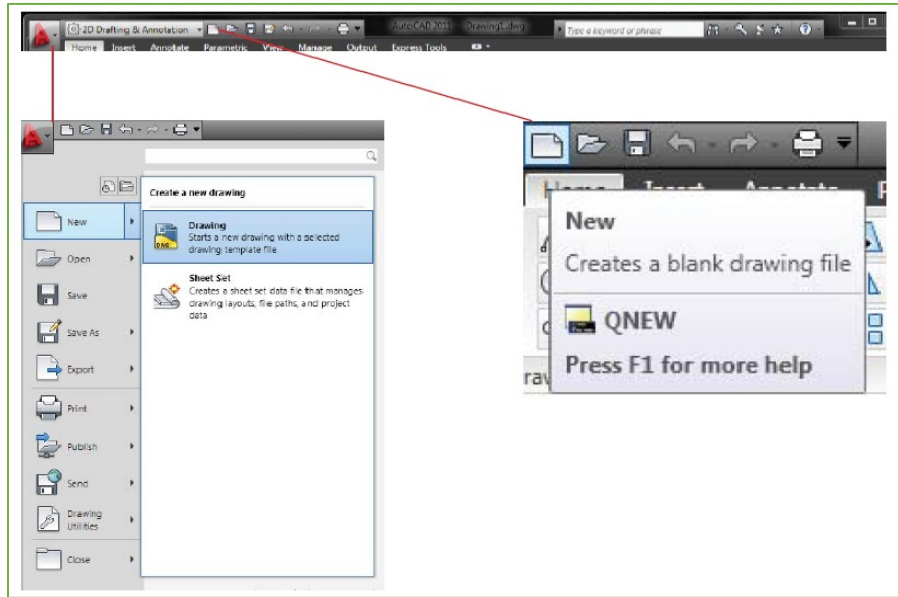 2D Drafting & Annotation
AutoCAD 2011 Drawing1.dwg
Type a keyword or phrase
Home Insert Annotate Parametric View Manage Output Express Tools
Create a new drawing
New
Drawing
Starts a new drawing with a selected
drawing template file
Open
Sheet Set
Creates a sheet set data file that manages
drawing layouts, file paths, and project
data
Save
Save As
Export
Print
Publish
Send
Drawing
Utilities
Close
Home Insert Annotate P
New
Creates a blank drawing file
QNEW
Press F1 for more help